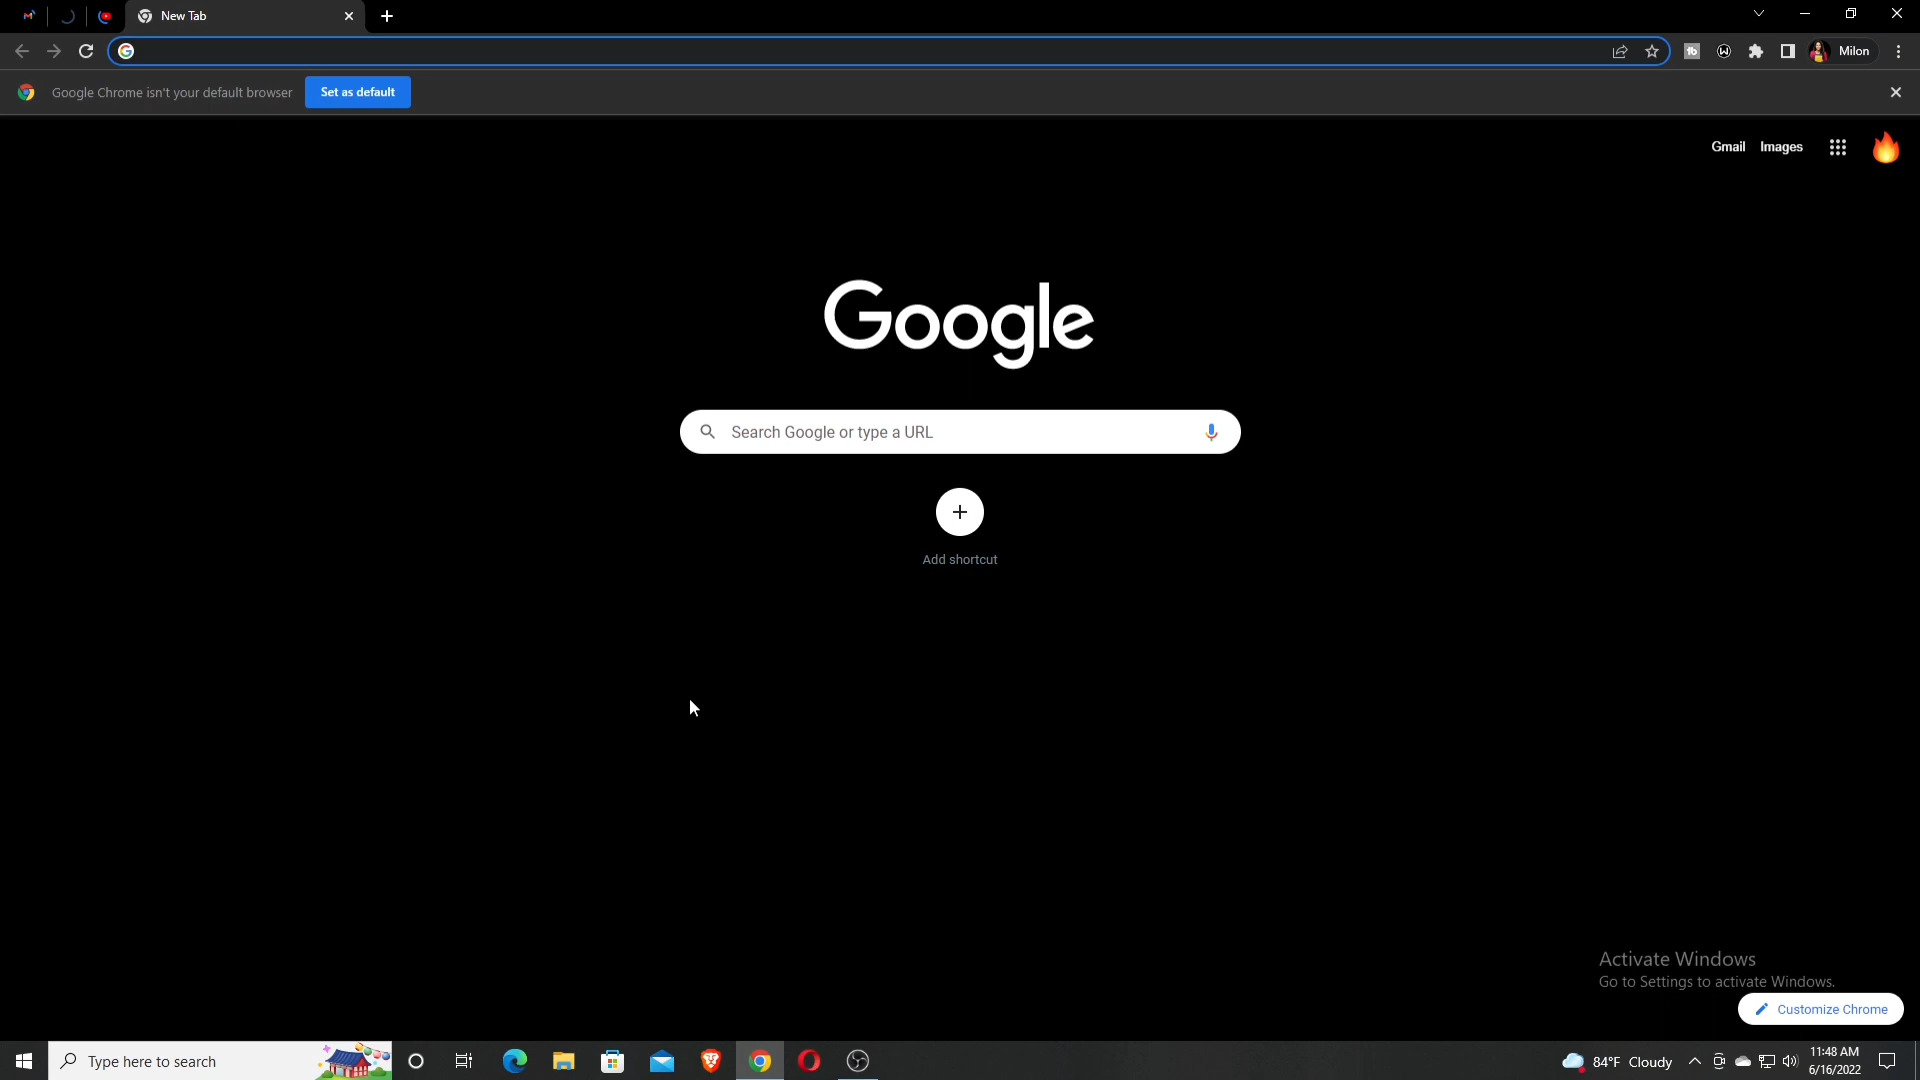 New Tab
Milon
Google Chrome isn't your default browser
Set as default
Gmail
Images
Google
Search Google or type a URL
Add shortcut
Activate Windows
Go to Settings to activate Windows.
Customize Chrome
Type here to search
84°F Cloudy
11:48 AM
6/16/2022